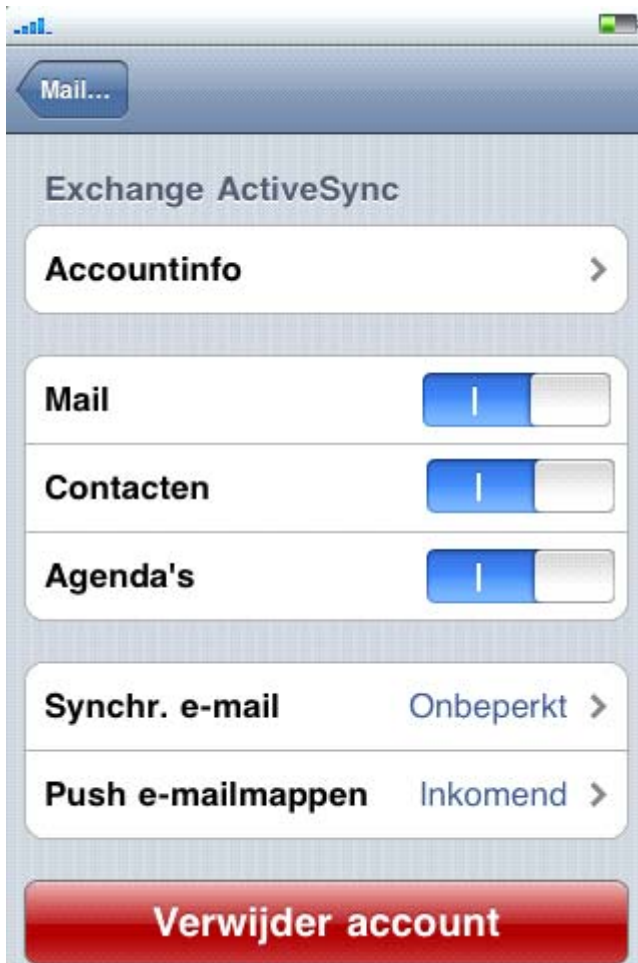 Mail...
Exchange ActiveSync
Accountinfo
Mail
Contacten
Agenda's
Synchr. e-mail Onbeperkt
Push e-mailmappen Inkomend
Verwijder account